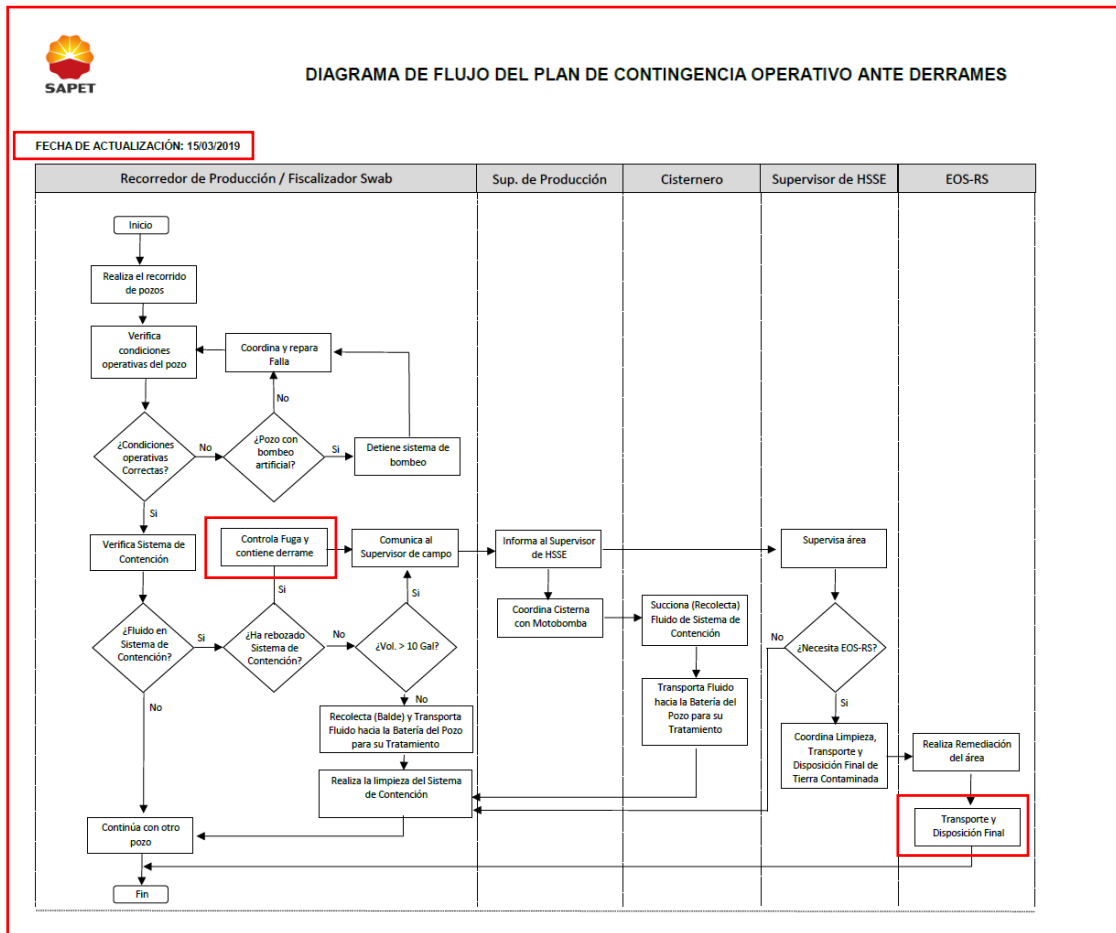 SAPET
DIAGRAMA DE FLUJO DEL PLAN DE CONTINGENCIA OPERATIVO ANTE DERRAMES
FECHA DE ACTUALIZACIÓN: 15/03/2019
Recorredor de Producción / Fiscalizador Swab
Sup. de Producción
Cisternero
Supervisor de HSSE
EOS-RS
Inicio
Realiza el recorrido
de pozos
Verifica
condiciones
operativas del pozo
Coordina y repara
Falla
No
¿Condiciones
operativas
Correctas?
No
¿Pozo con
bombeo
artificial?
Si
Detiene sistema de
bombeo
Si
Verifica Sistema de
Contención
Controla Fuga y
contiene derrame
Comunica al
Supervisor de campo
Informa al Supervisor
de HSSE
Supervisa área
Si
Si
Coordina Cisterna
con Motobomba
Succiona (Recolecta)
Fluido de Sistema de
Contención
¿Fluido en
Sistema de
Contención?
Si
¿Ha rebozado
Sistema de
Contención?
No
¿Vol. > 10 Gal?
No
¿Necesita EOS-RS?
No
No
Si
Recolecta (Balde) y Transporta
Fluido hacia la Batería del Pozo
para su Tratamiento
Transporta Fluido
hacia la Batería del
Pozo para su
Tratamiento
Coordina Limpieza,
Transporte y
Disposición Final de
Tierra Contaminada
Realiza Remediación
del área
Realiza la limpieza del Sistema
de Contención
Continúa con otro
pozo
Transporte y
Disposición Final
Fin